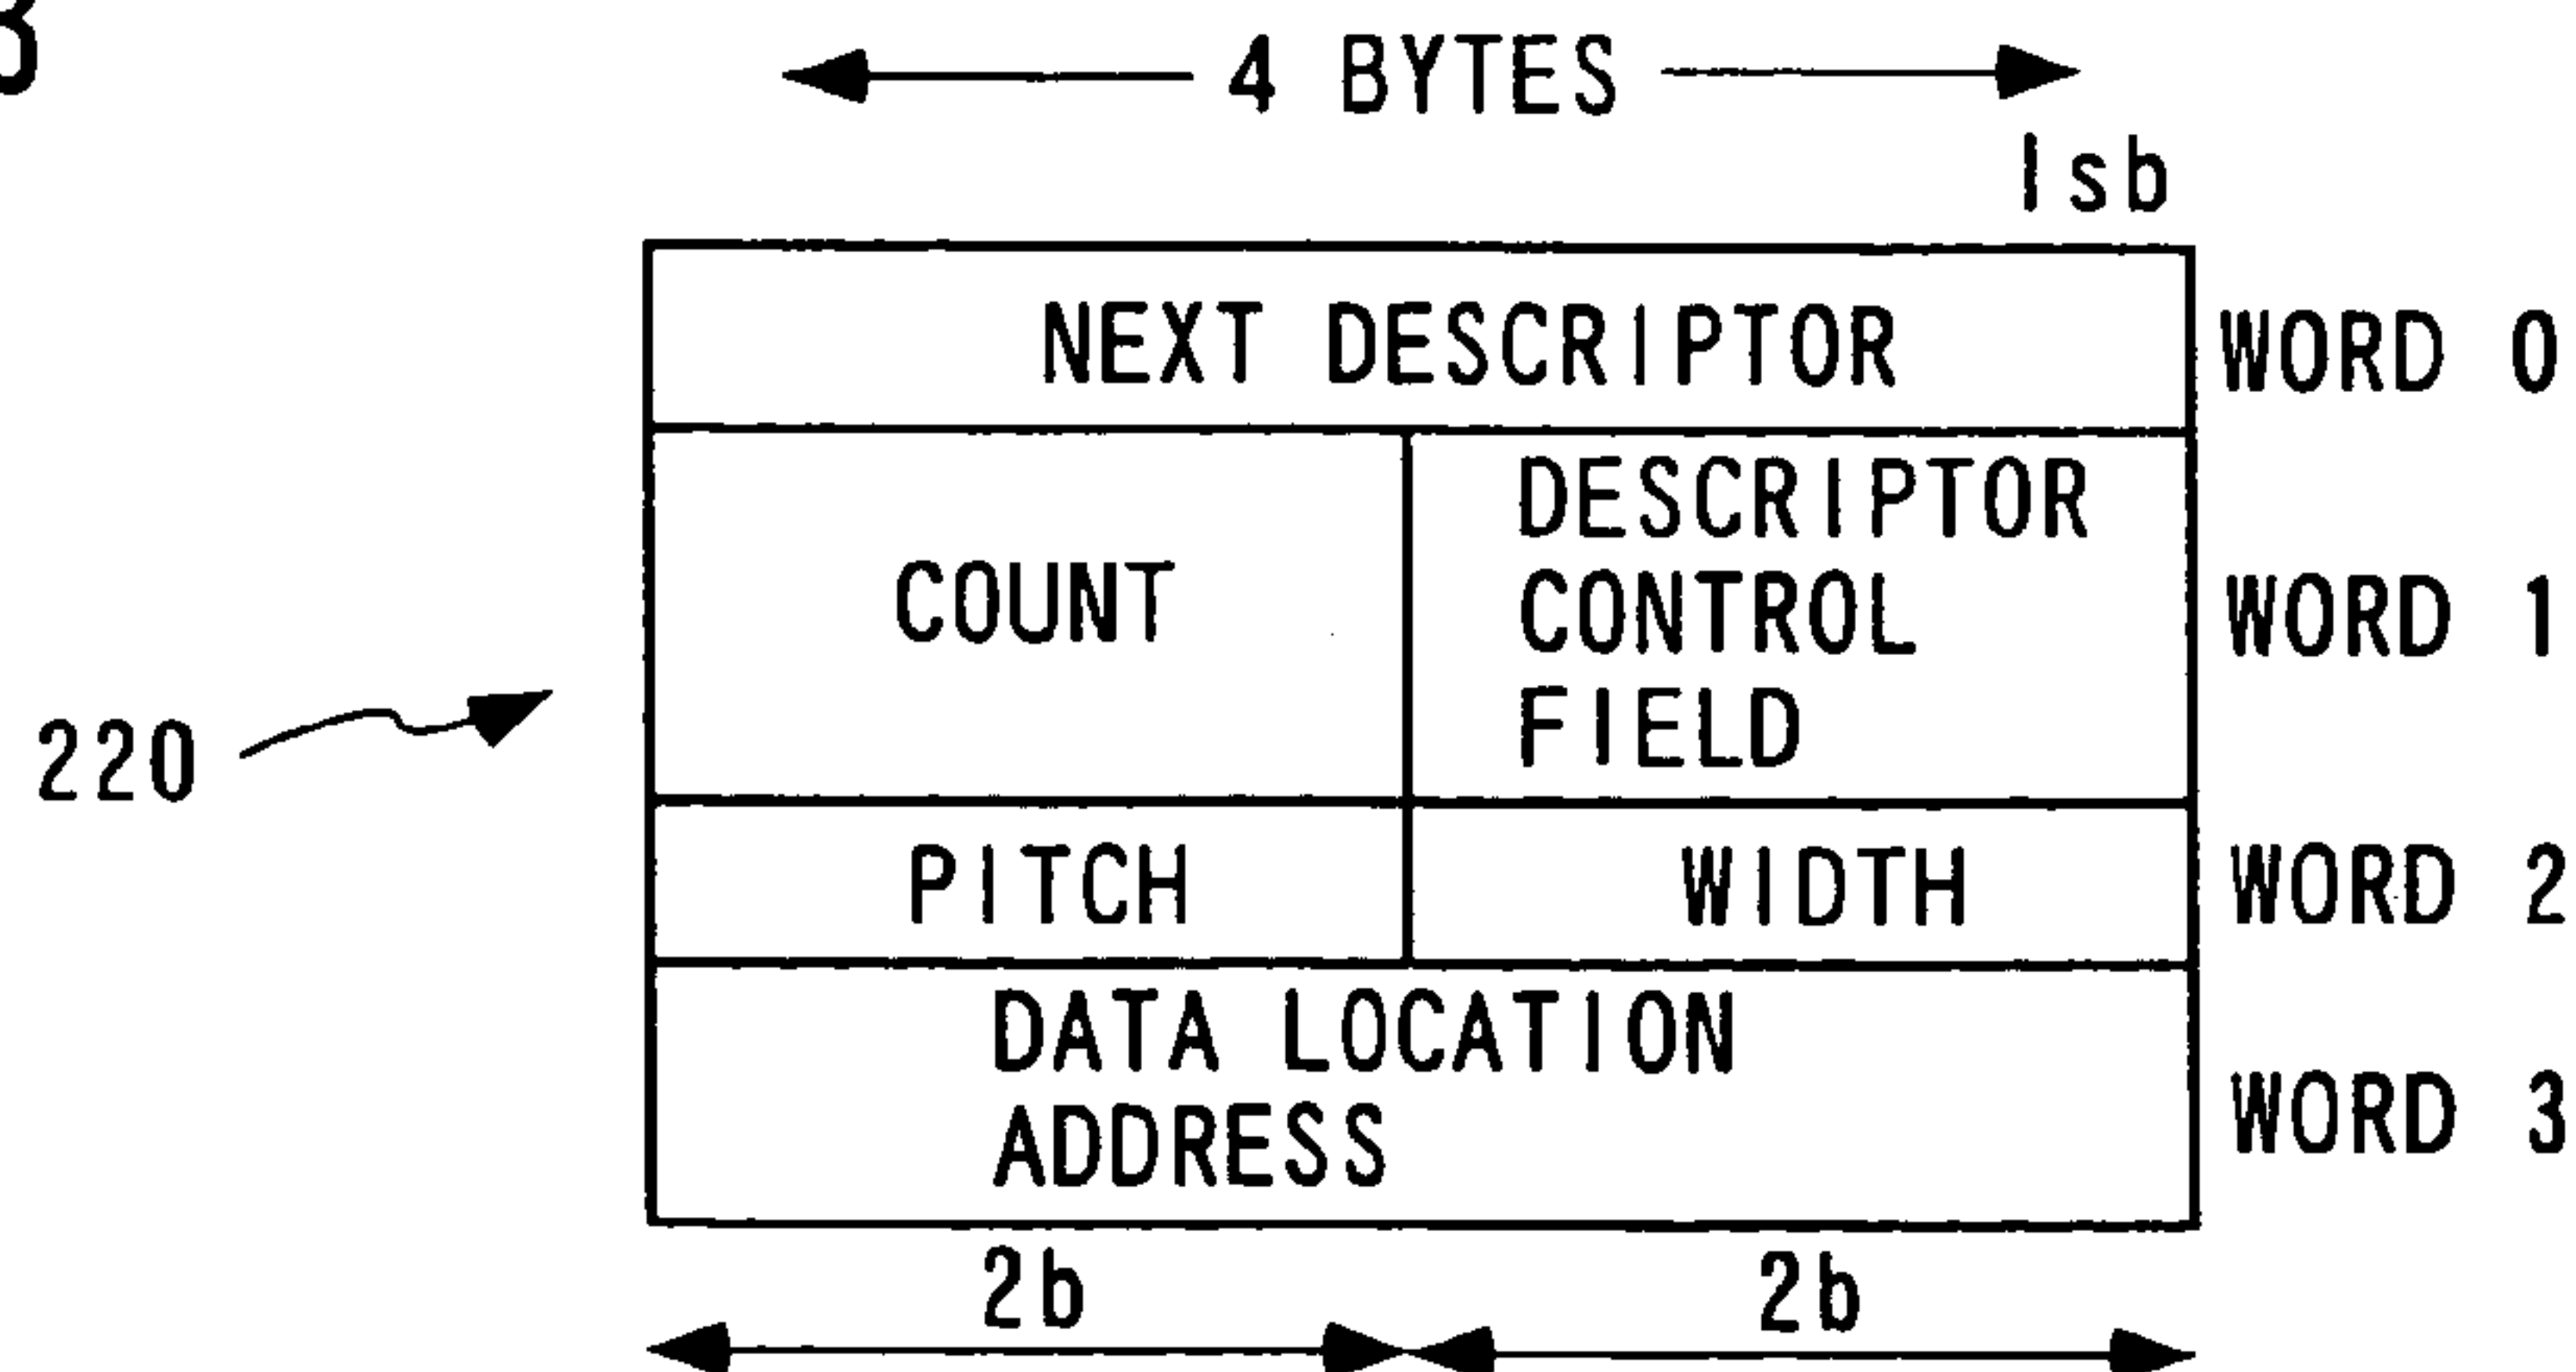 3
4 BYTES
lsb
NEXT DESCRIPTOR
WORD 0
COUNT
DESCRIPTOR
CONTROL
FIELD
WORD 1
220
PITCH
WIDTH
WORD 2
DATA LOCATION
ADDRESS
WORD 3
2b
2b